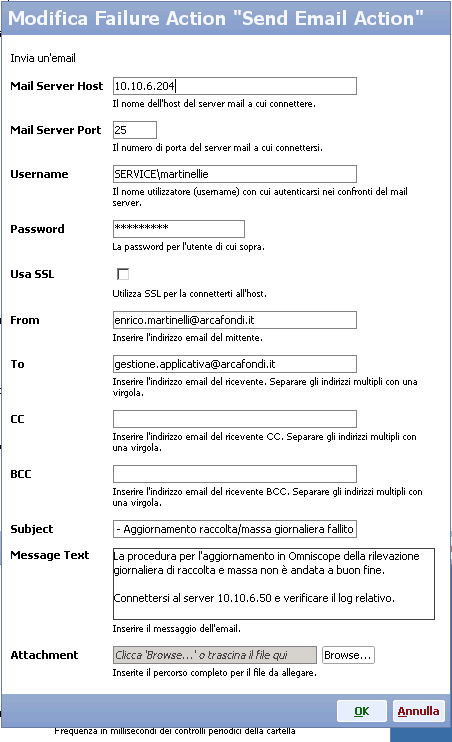 Modifica Failure Action "Send Email Action"
Invia un'email
Mail Server Host 10.10.6.204
Il nome dell'host del server mail a cui connettere.
Mail Server Port 25
Il numero di porta del server mail a cui connettersi.
Username SERVICE\martinellie
Il nome utilizzatore (username) con cui autenticarsi nei confronti del mail
server.
Password *********
La password per l'utente di cui sopra.
Usa SSL
Utilizza SSL per la connetterti all'host.
From enrico.martinelli@arcafondi.it
Inserire l'indirizzo email del mittente.
To gestione.applicativa@arcafondi.it
Inserire l'indirizzo email del ricevente. Separare gli indirizzi multipli con una
virgola.
CC
Inserire l'indirizzo email del ricevente CC. Separare gli indirizzi multipli con
una virgola.
BCC
Inserire l'indirizzo email del ricevente BCC. Separare gli indirizzi multipli con
una virgola.
Subject - Aggiornamento raccolta/massa giornaliera fallito
Message Text La procedura per l'aggiornamento in Omniscope della rilevazione
giornaliera di raccolta e massa non è andata a buon fine.
Connettersi al server 10.10.6.50 e verificare il log relativo.
Inserire il messaggio dell'email.
Attachment Clicca 'Browse...' o trascina il file qui Browse...
Inserite il percorso completo per il file da allegare.
OK Annulla
Frequenza in millisecondi dei controlli periodici della cartella